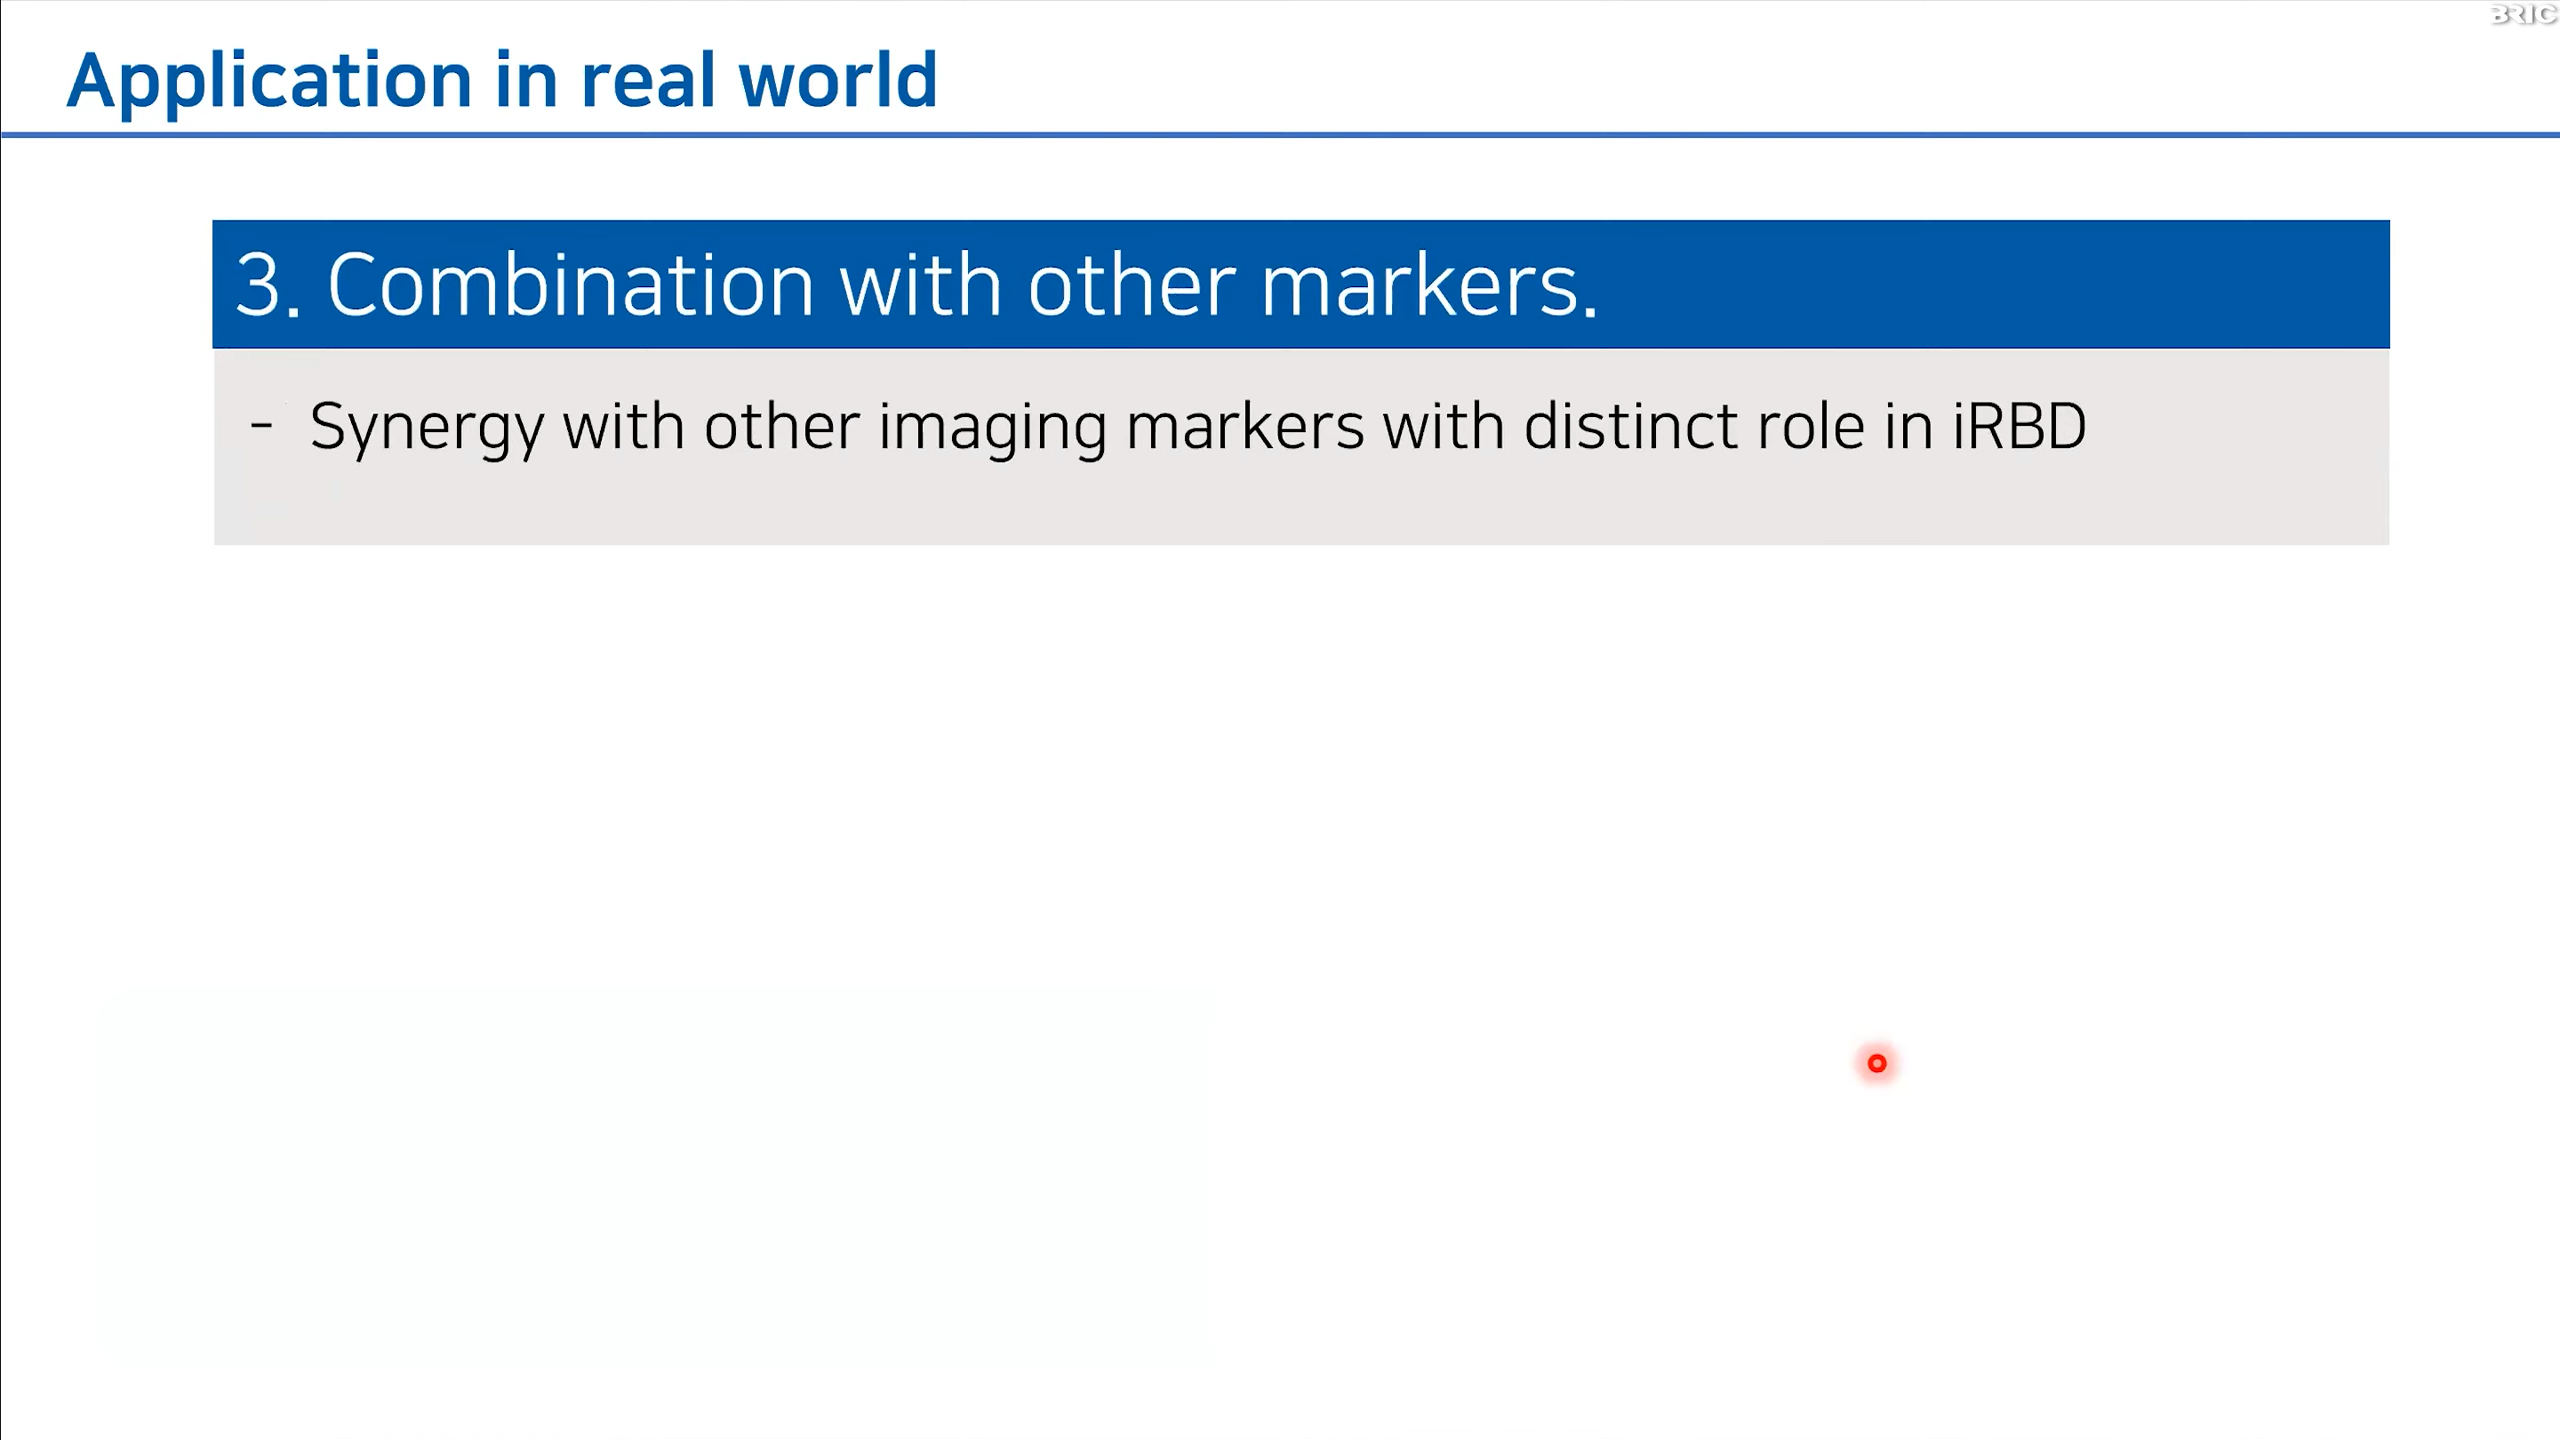 BRIC
Application in real world
3. Combination with other markers.
- Synergy with other imaging markers with distinct role in iRBD